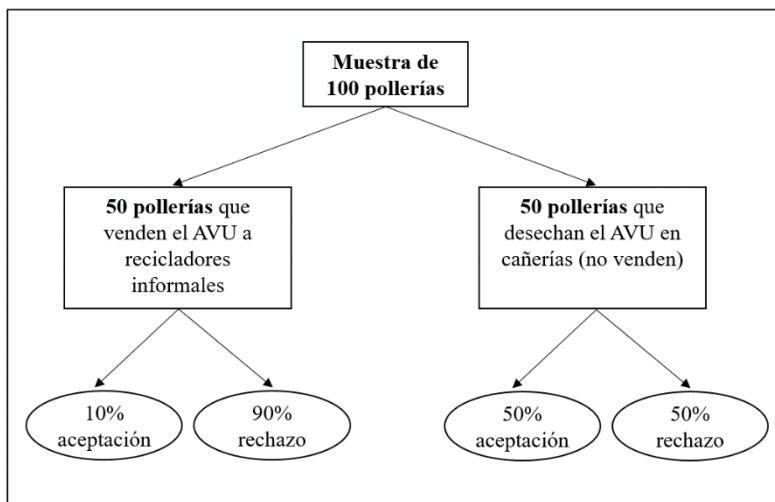 Muestra de
100 pollerías
50 pollerías que
venden el AVU a
recicladores
informales
50 pollerías que
desechan el AVU en
cañerías (no venden)
10%
aceptación
90%
rechazo
50%
aceptación
50%
rechazo